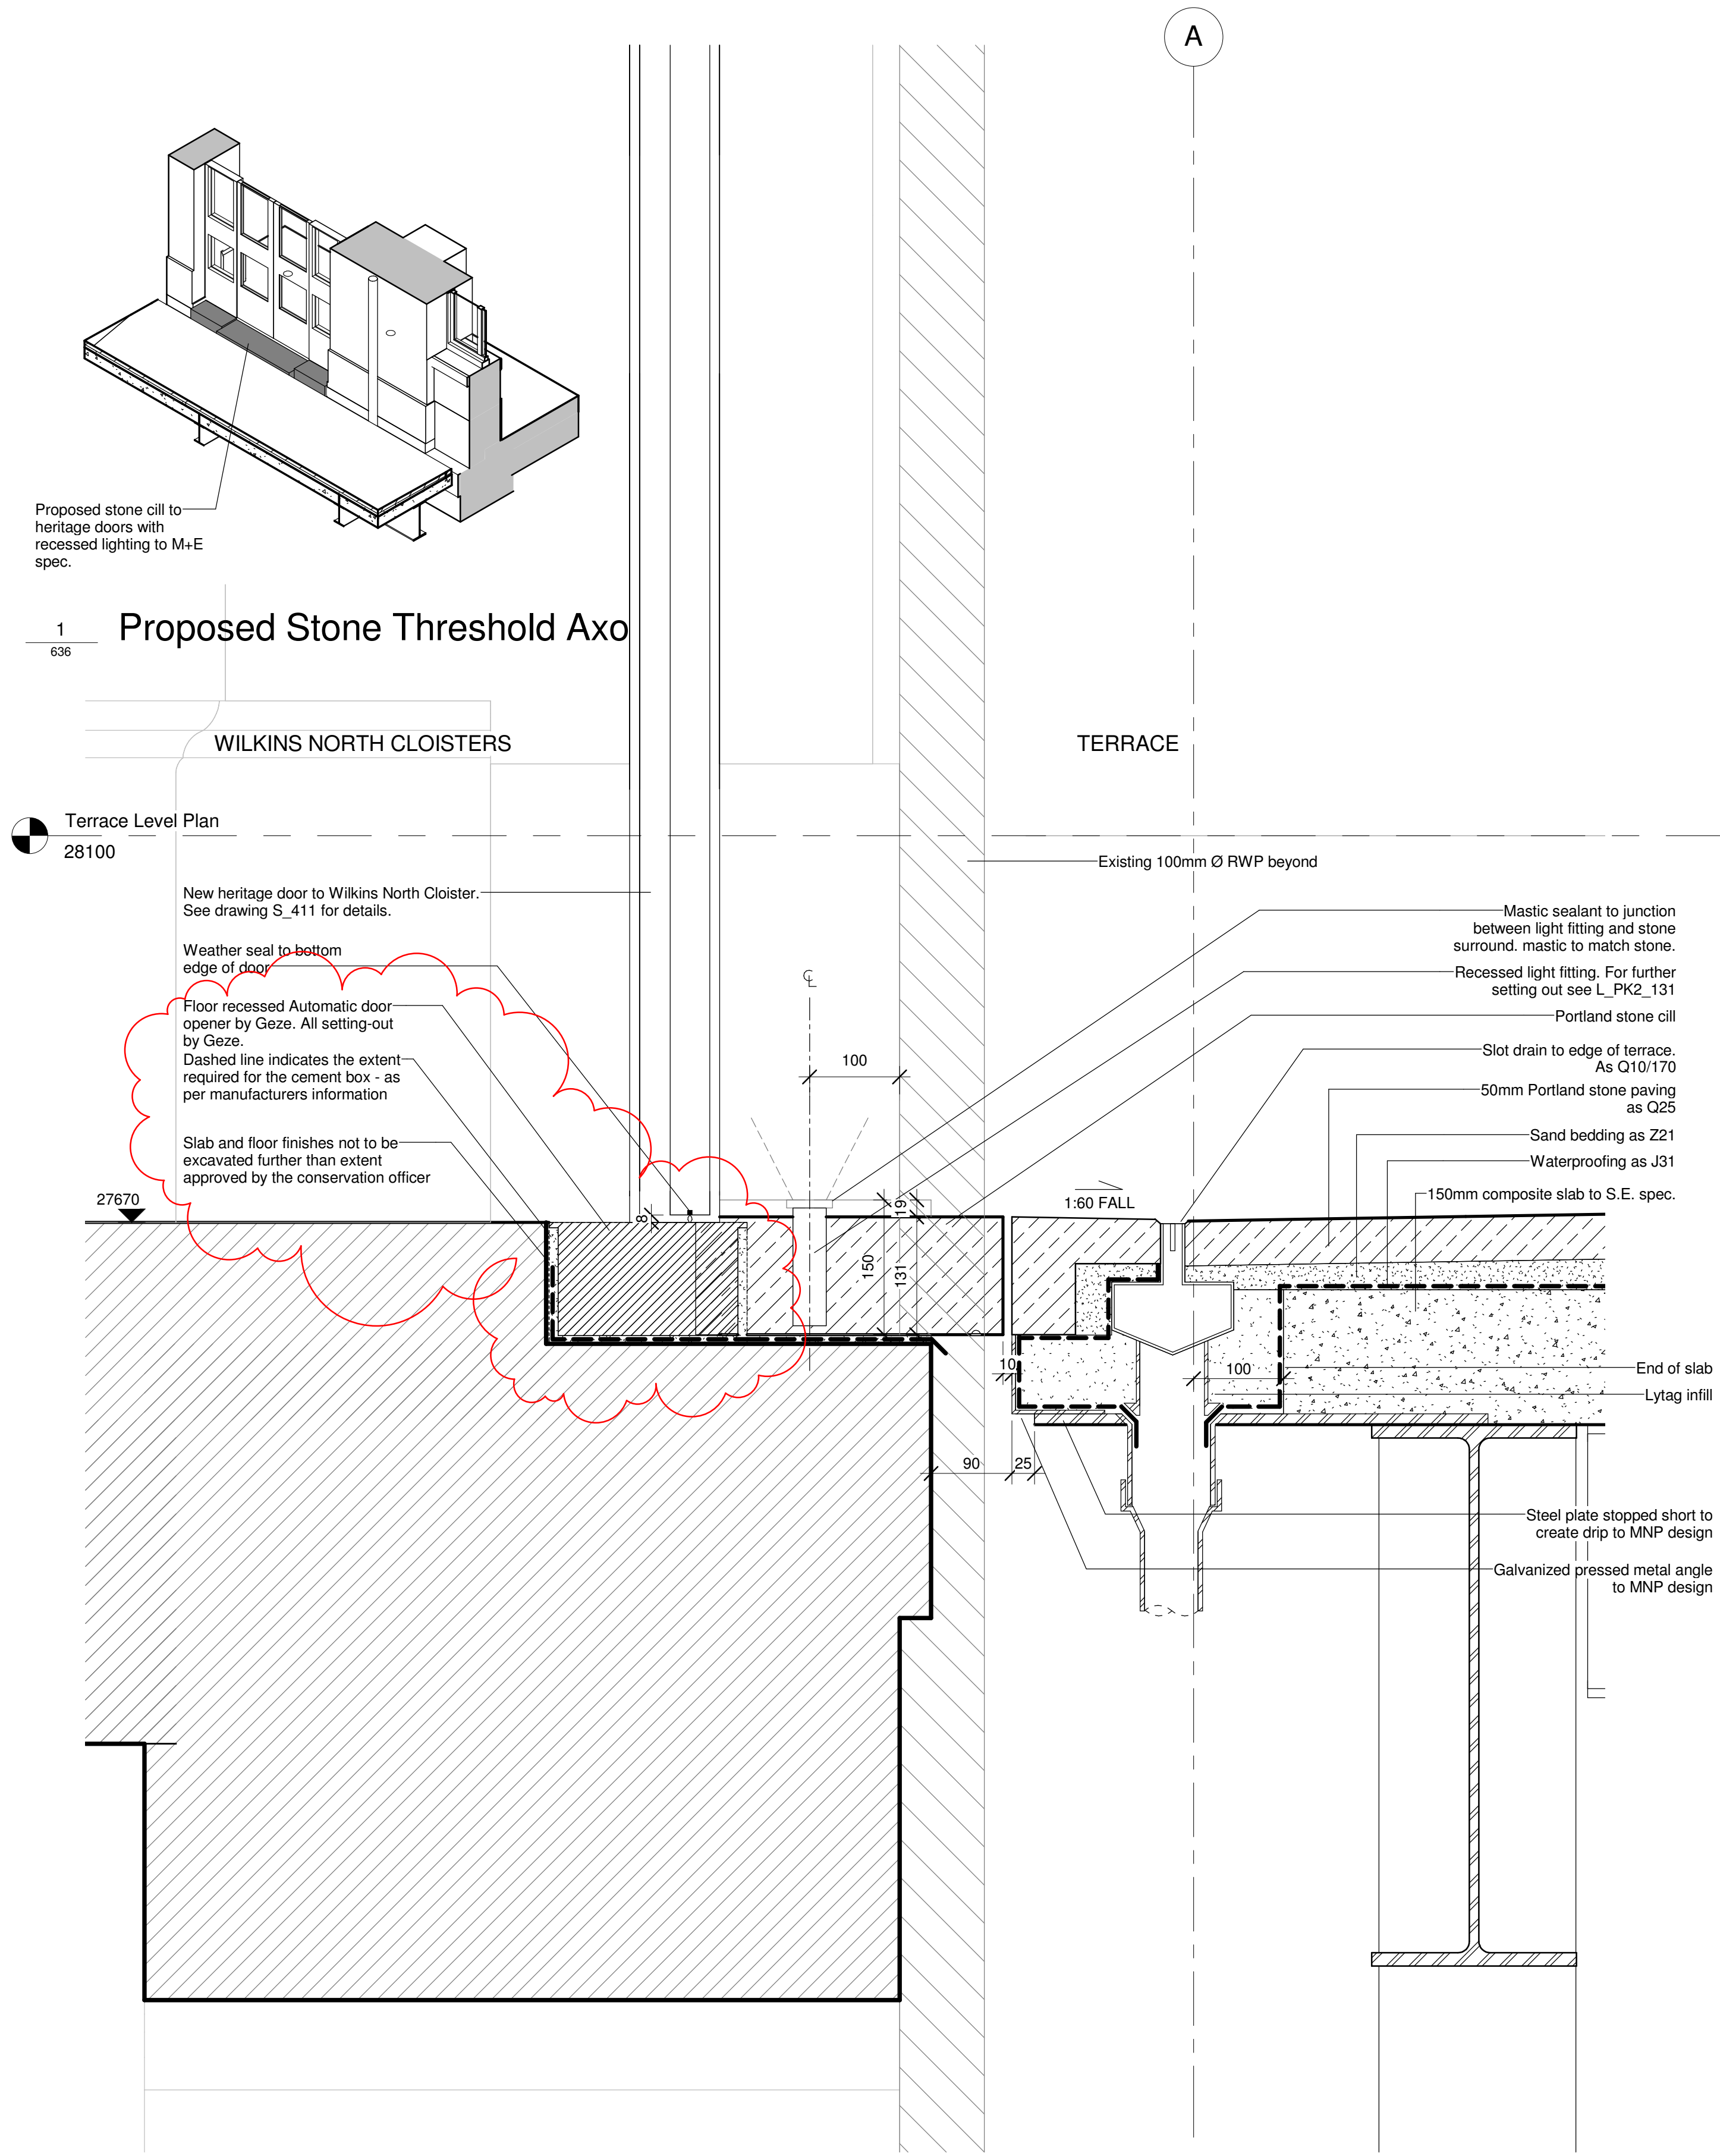 A
Proposed stone cill to
heritage doors with
recessed lighting to M+E
spec.
1
636
Proposed Stone Threshold Axo
WILKINS NORTH CLOISTERS
TERRACE
Terrace Level Plan
28100
Existing 100mm Ø RWP beyond
New heritage door to Wilkins North Cloister.
See drawing S_411 for details.
Weather seal to bottom
edge of door
Floor recessed Automatic door
opener by Geze. All setting-out
by Geze.
Dashed line indicates the extent
required for the cement box - as
per manufacturers information
Slab and floor finishes not to be
excavated further than extent
approved by the conservation officer
27670
Mastic sealant to junction
between light fitting and stone
surround. mastic to match stone.
Recessed light fitting. For further
setting out see L_PK2_131
Portland stone cill
Slot drain to edge of terrace.
As Q10/170
50mm Portland stone paving
as Q25
Sand bedding as Z21
Waterproofing as J31
150mm composite slab to S.E. spec.
CL
100
1:60 FALL
8
19
150
131
10
100
End of slab
Lytag infill
90
25
Steel plate stopped short to
create drip to MNP design
Galvanized pressed metal angle
to MNP design